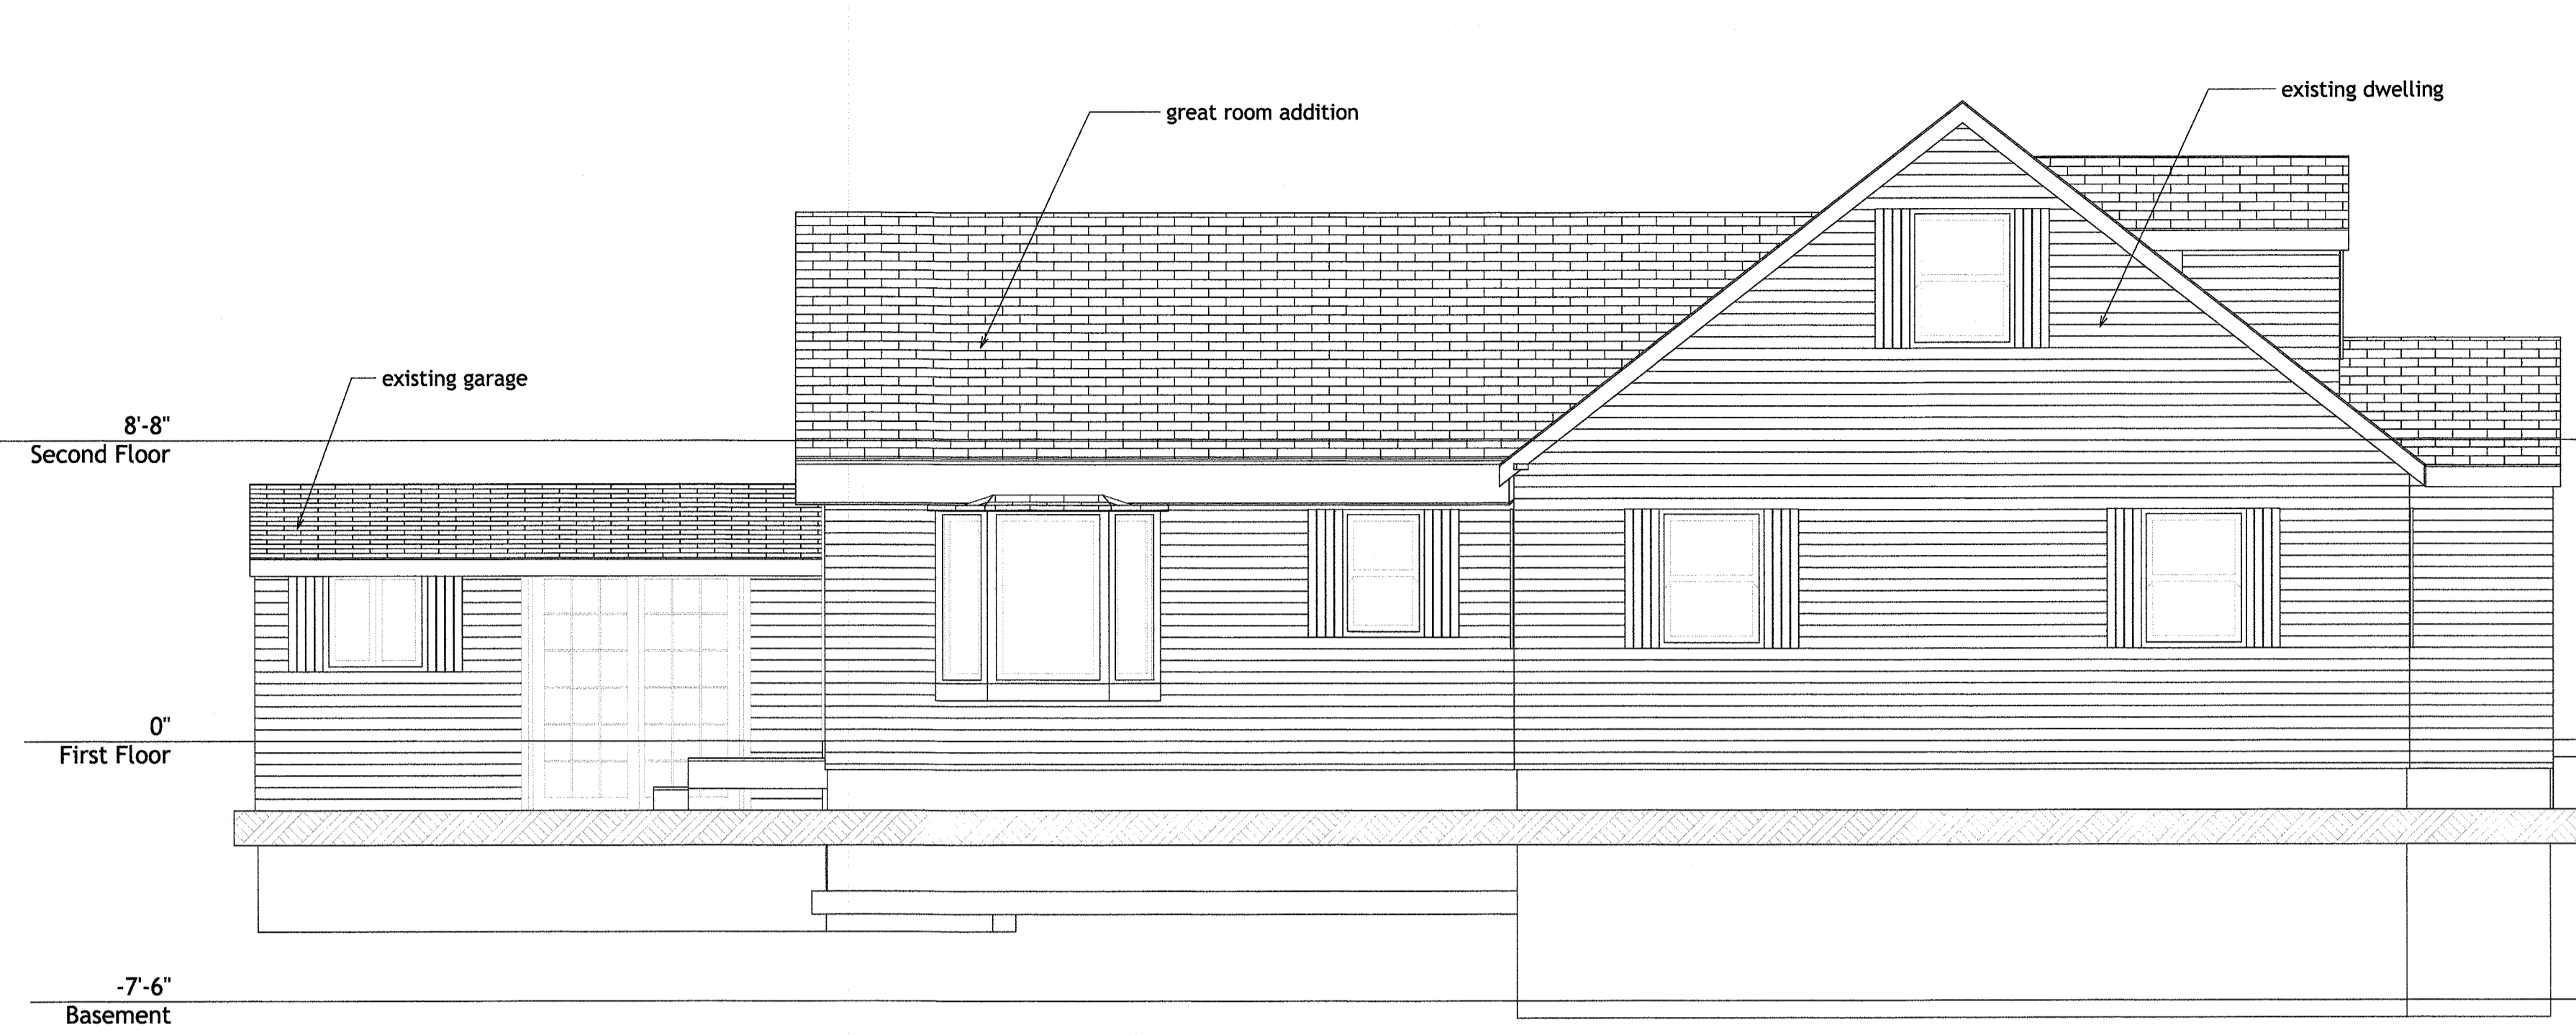 existing dwelling
great room addition
existing garage
8'-8"
Second Floor
0"
First Floor
-7'-6"
Basement